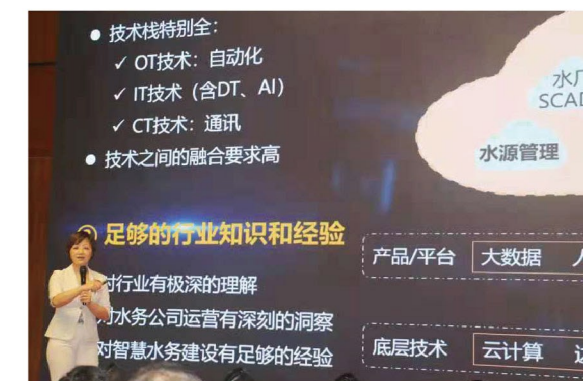 ● 技术栈特别全：
✓ OT技术：自动化
✓ IT技术（含DT、AI）
✓ CT技术：通讯
● 技术之间的融合要求高
足够的行业知识和经验
对行业有极深的理解
对水务公司运营有深刻的洞察
对智慧水务建设有足够的经验
水厂
SCAD
水源管理
产品/平台 大数据
底层技术 云计算